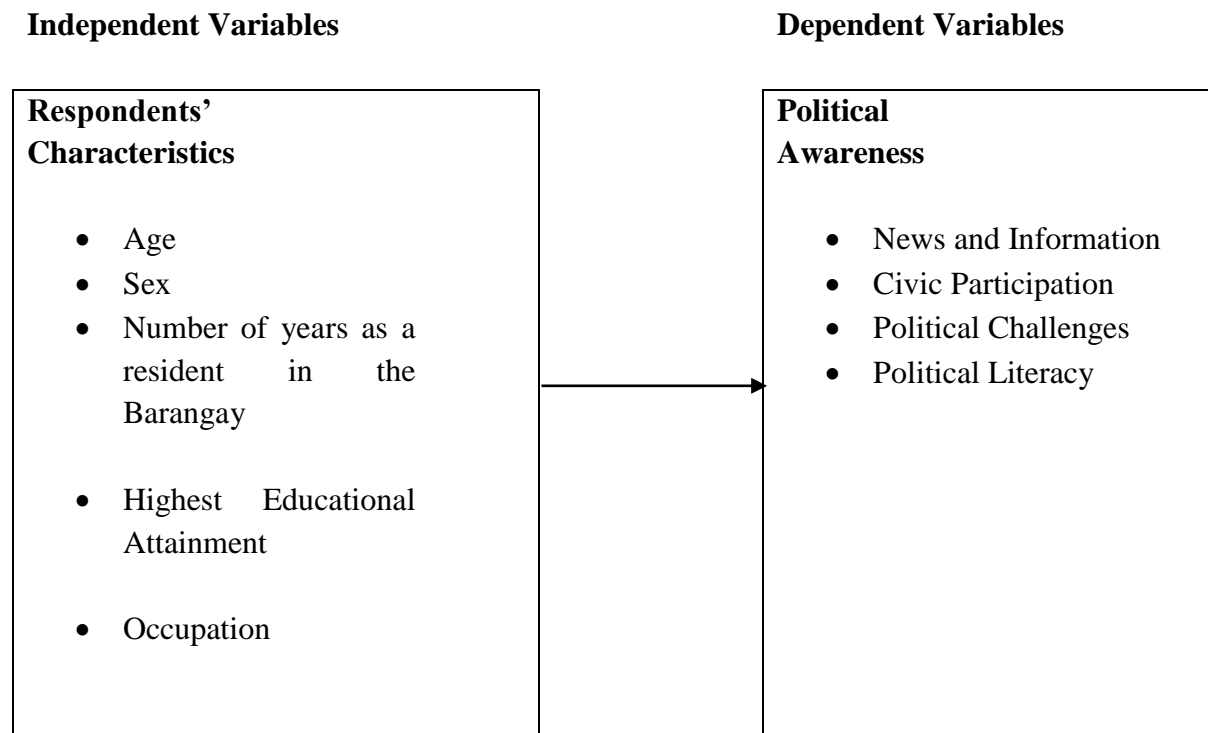 Independent Variables
Dependent Variables
Respondents’
Characteristics
• Age
• Sex
• Number of years as a
resident in the
Barangay
• Highest Educational
Attainment
• Occupation
Political
Awareness
• News and Information
• Civic Participation
• Political Challenges
• Political Literacy